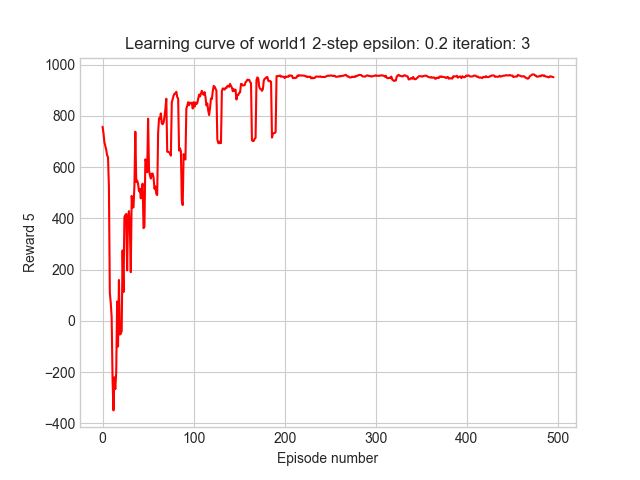 Learning curve of world1 2-step epsilon: 0.2 iteration: 3
1000
800
600
400
200
0
−200
−400
Reward 5
0 100 200 300 400 500
Episode number